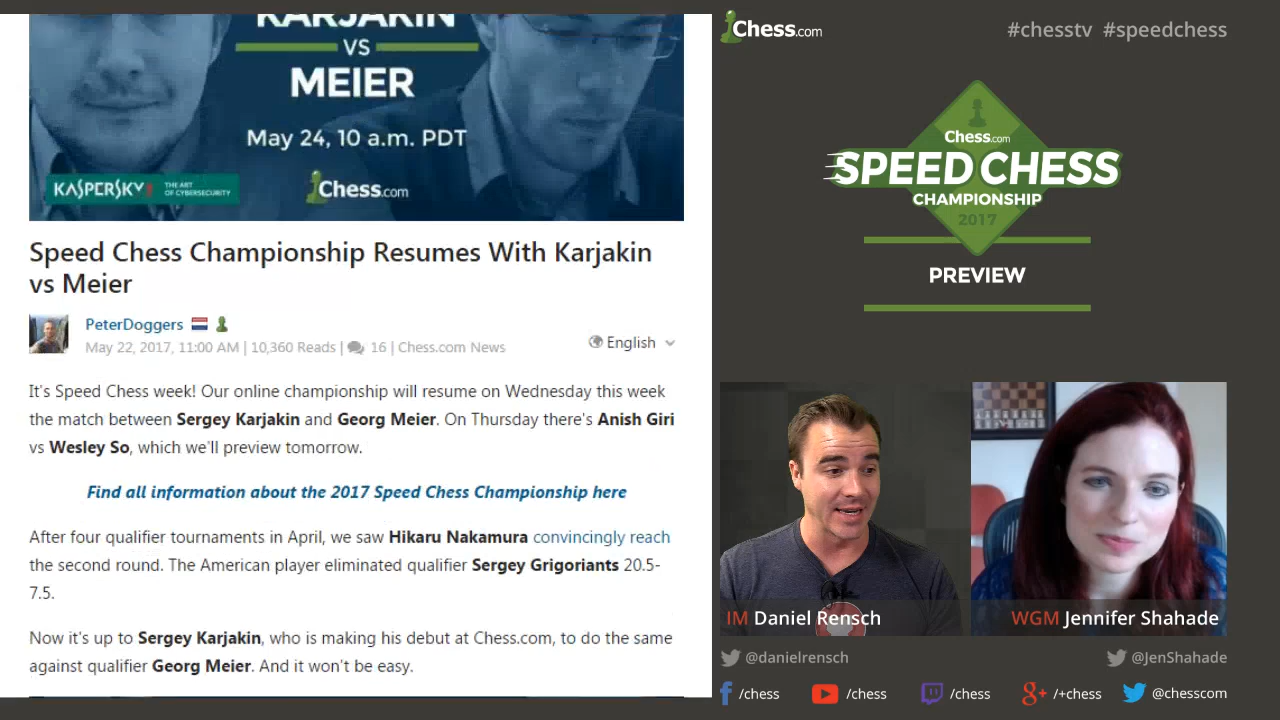 KARJAKIN
VS
MEIER
May 24, 10 a.m. PDT
KASPERSKY
THE ART
OF CYBERSECURITY
Chess.com
Speed Chess Championship Resumes With Karjakin
vs Meier
PeterDoggers
May 22, 2017, 11:00 AM | 10,360 Reads | 16 | Chess.com News
English
It's Speed Chess week! Our online championship will resume on Wednesday this week
the match between Sergey Karjakin and Georg Meier. On Thursday there's Anish Giri
vs Wesley So, which we'll preview tomorrow.
Find all information about the 2017 Speed Chess Championship here
After four qualifier tournaments in April, we saw Hikaru Nakamura convincingly reach
the second round. The American player eliminated qualifier Sergey Grigoriants 20.5-
7.5.
Now it's up to Sergey Karjakin, who is making his debut at Chess.com, to do the same
against qualifier Georg Meier. And it won't be easy.
Chess.com
#chesstv #speedchess
Chess.com
SPEED CHESS
CHAMPIONSHIP
2017
PREVIEW
IM Daniel Rensch
WGM Jennifer Shahade
@danielrensch
@JenShahade
/chess
/chess
/chess
/+chess
@chesscom